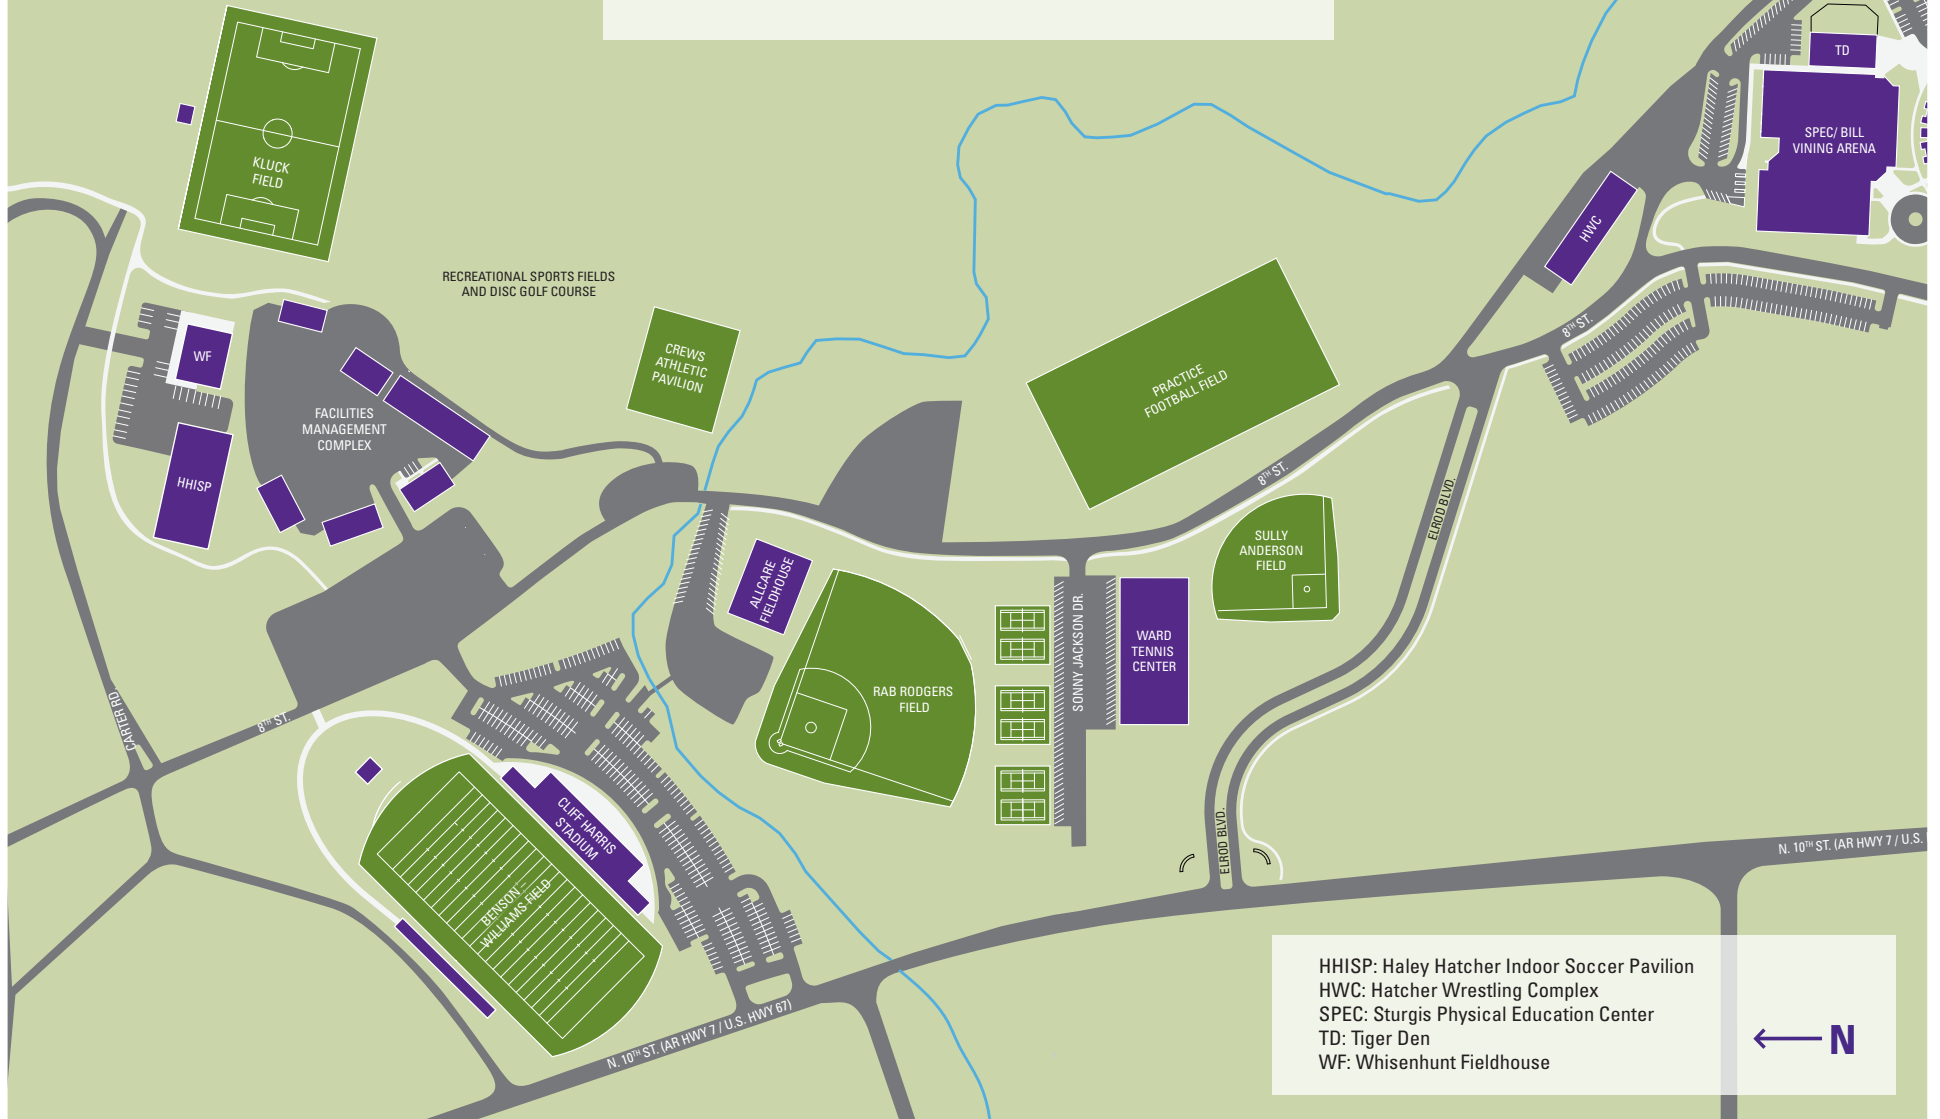 TD
SPEC/ BILL
VINING ARENA
KLUCK
FIELD
HWC
RECREATIONAL SPORTS FIELDS
AND DISC GOLF COURSE
8TH ST.
WF
CREWS
ATHLETIC
PAVILION
PRACTICE
FOOTBALL FIELD
FACILITIES
MANAGEMENT
COMPLEX
HHISP
8TH ST.
ELROD BLVD.
SULLY
ANDERSON
FIELD
ALLCARE
FIELDHOUSE
SONNY JACKSON DR.
WARD
TENNIS
CENTER
RAB RODGERS
FIELD
CARTER RD.
8TH ST.
CLIFF HARRIS
STADIUM
ELROD BLVD.
N. 10TH ST. (AR HWY 7 / U.S.
BENSON-
WILLIAMS FIELD
N. 10TH ST. (AR HWY 7 / U.S. HWY 67)
HHISP: Haley Hatcher Indoor Soccer Pavilion
HWC: Hatcher Wrestling Complex
SPEC: Sturgis Physical Education Center
TD: Tiger Den
WF: Whisenhunt Fieldhouse
N